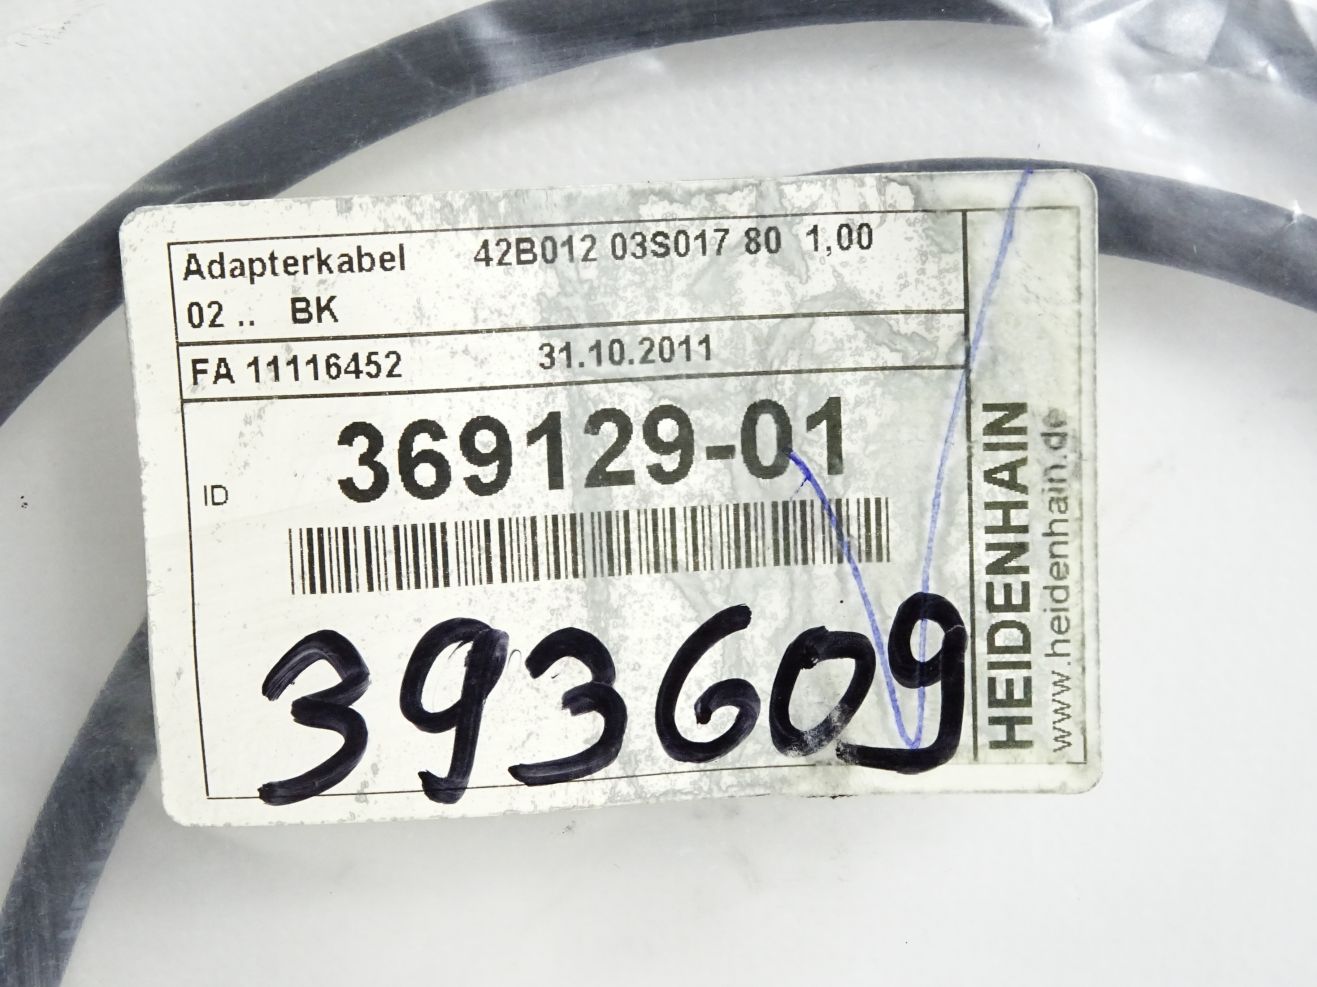 Adapterkabel 42B012 03S017 80 1,00
02 .. BK
FA 11116452 31.10.2011
ID 369129-01
393609
HEIDENHAIN
www.heidenhain.de